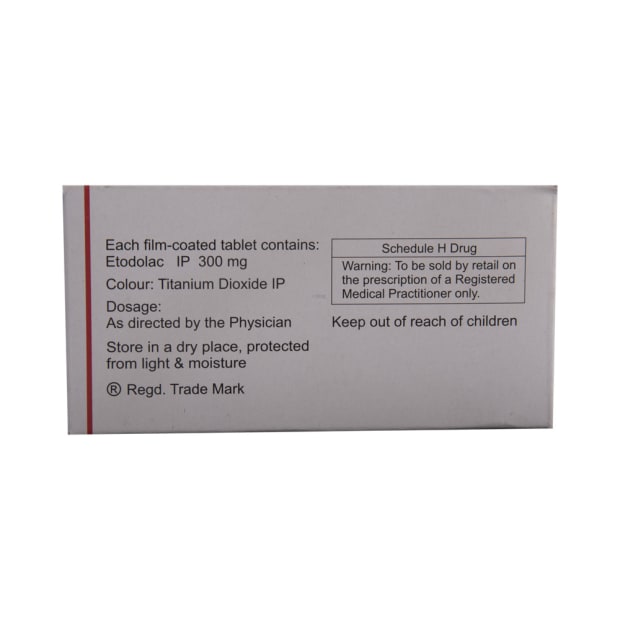 Each film-coated tablet contains:
Etodolac IP 300 mg
Colour: Titanium Dioxide IP
Dosage:
As directed by the Physician
Store in a dry place, protected
from light & moisture
® Regd. Trade Mark
Schedule H Drug
Warning: To be sold by retail on
the prescription of a Registered
Medical Practitioner only.
Keep out of reach of children